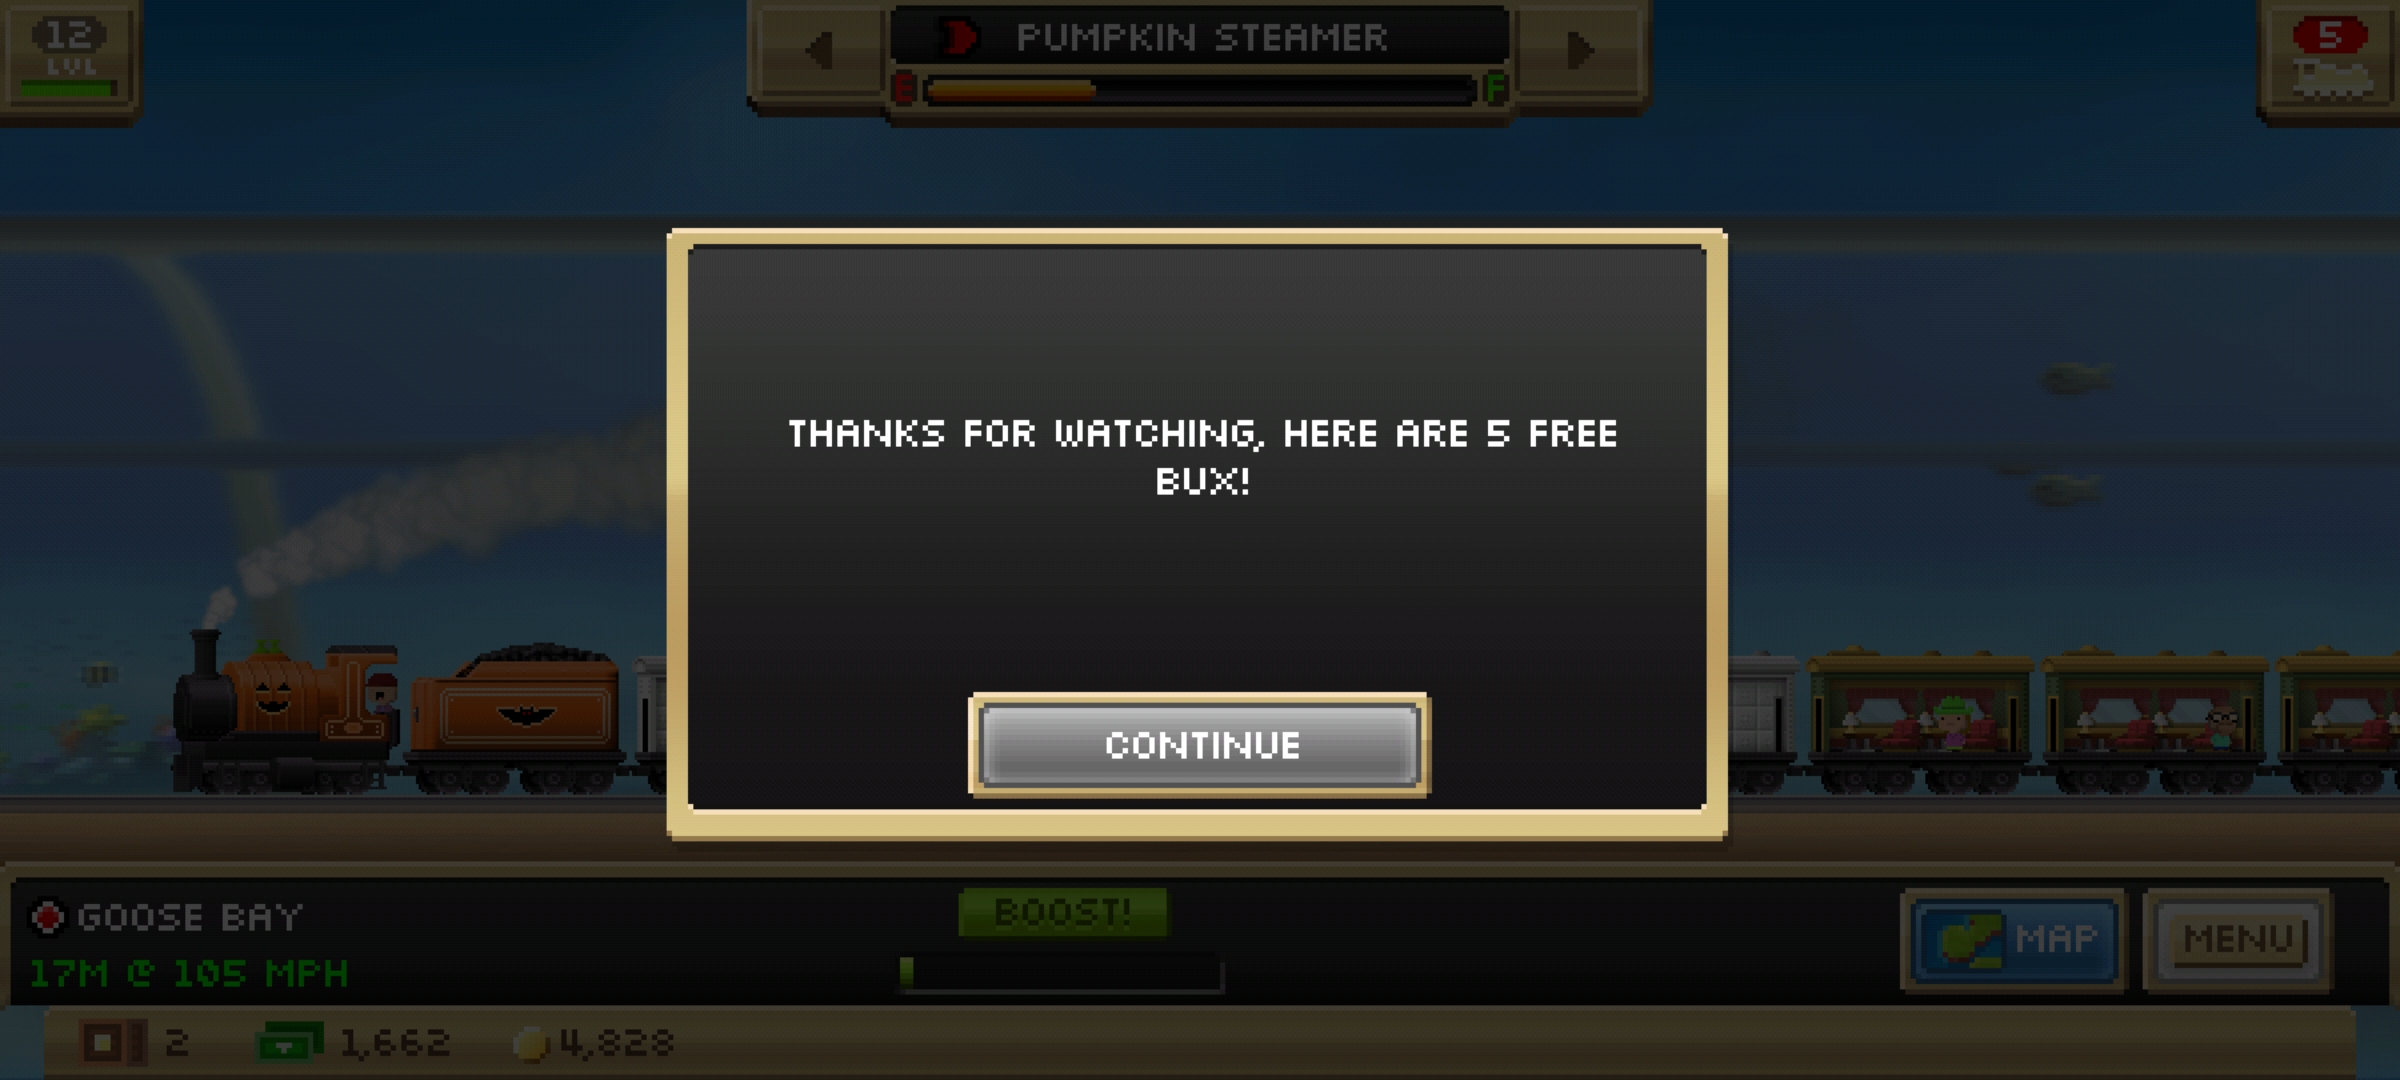 12
LVL
PUMPKIN STEAMER
E F
5
THANKS FOR WATCHING, HERE ARE 5 FREE
BUX!
CONTINUE
GOOSE BAY
17M @ 105 MPH
BOOST!
MAP
MENU
2 1,662 4,828